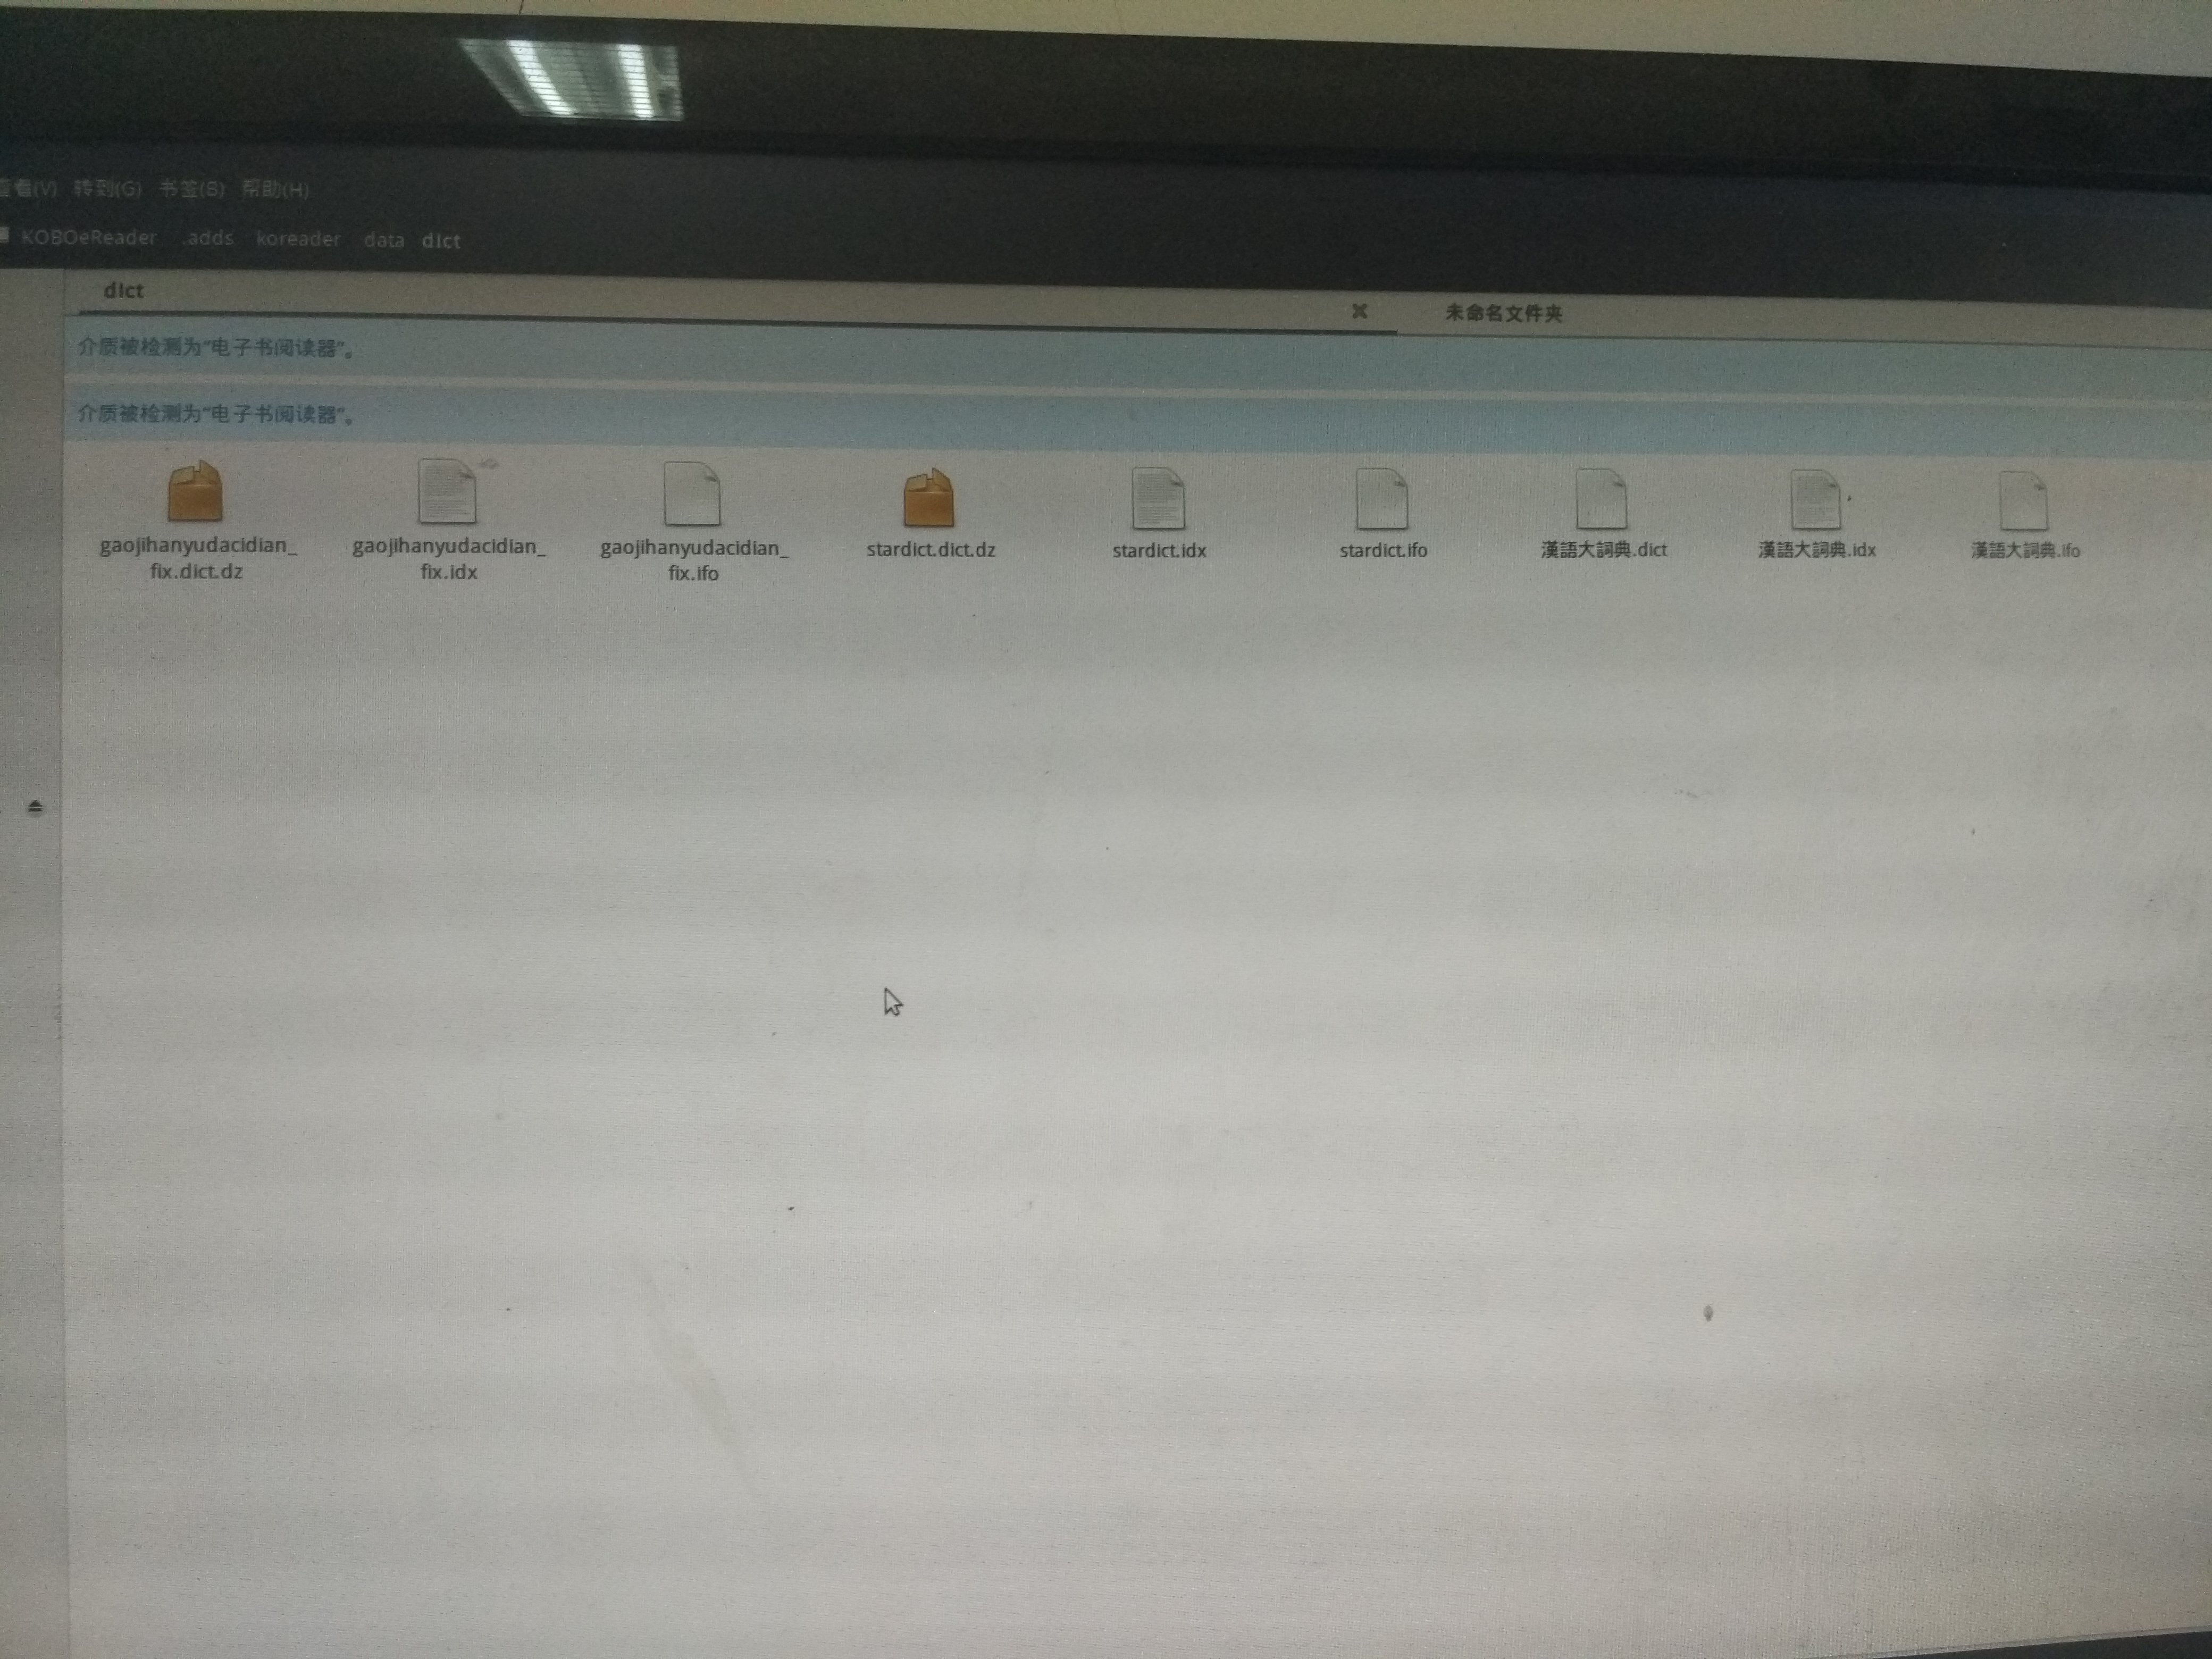 查看(V) 转到(G) 书签(B) 帮助(H)
KOBOeReader .adds koreader data dict
dict
未命名文件夹
介质被检测为“电子书阅读器”。
介质被检测为“电子书阅读器”。
gaojihanyudacidian_
fix.dict.dz
gaojihanyudacidian_
fix.idx
gaojihanyudacidian_
fix.ifo
stardict.dict.dz
stardict.idx
stardict.ifo
漢語大詞典.dict
漢語大詞典.idx
漢語大詞典.ifo